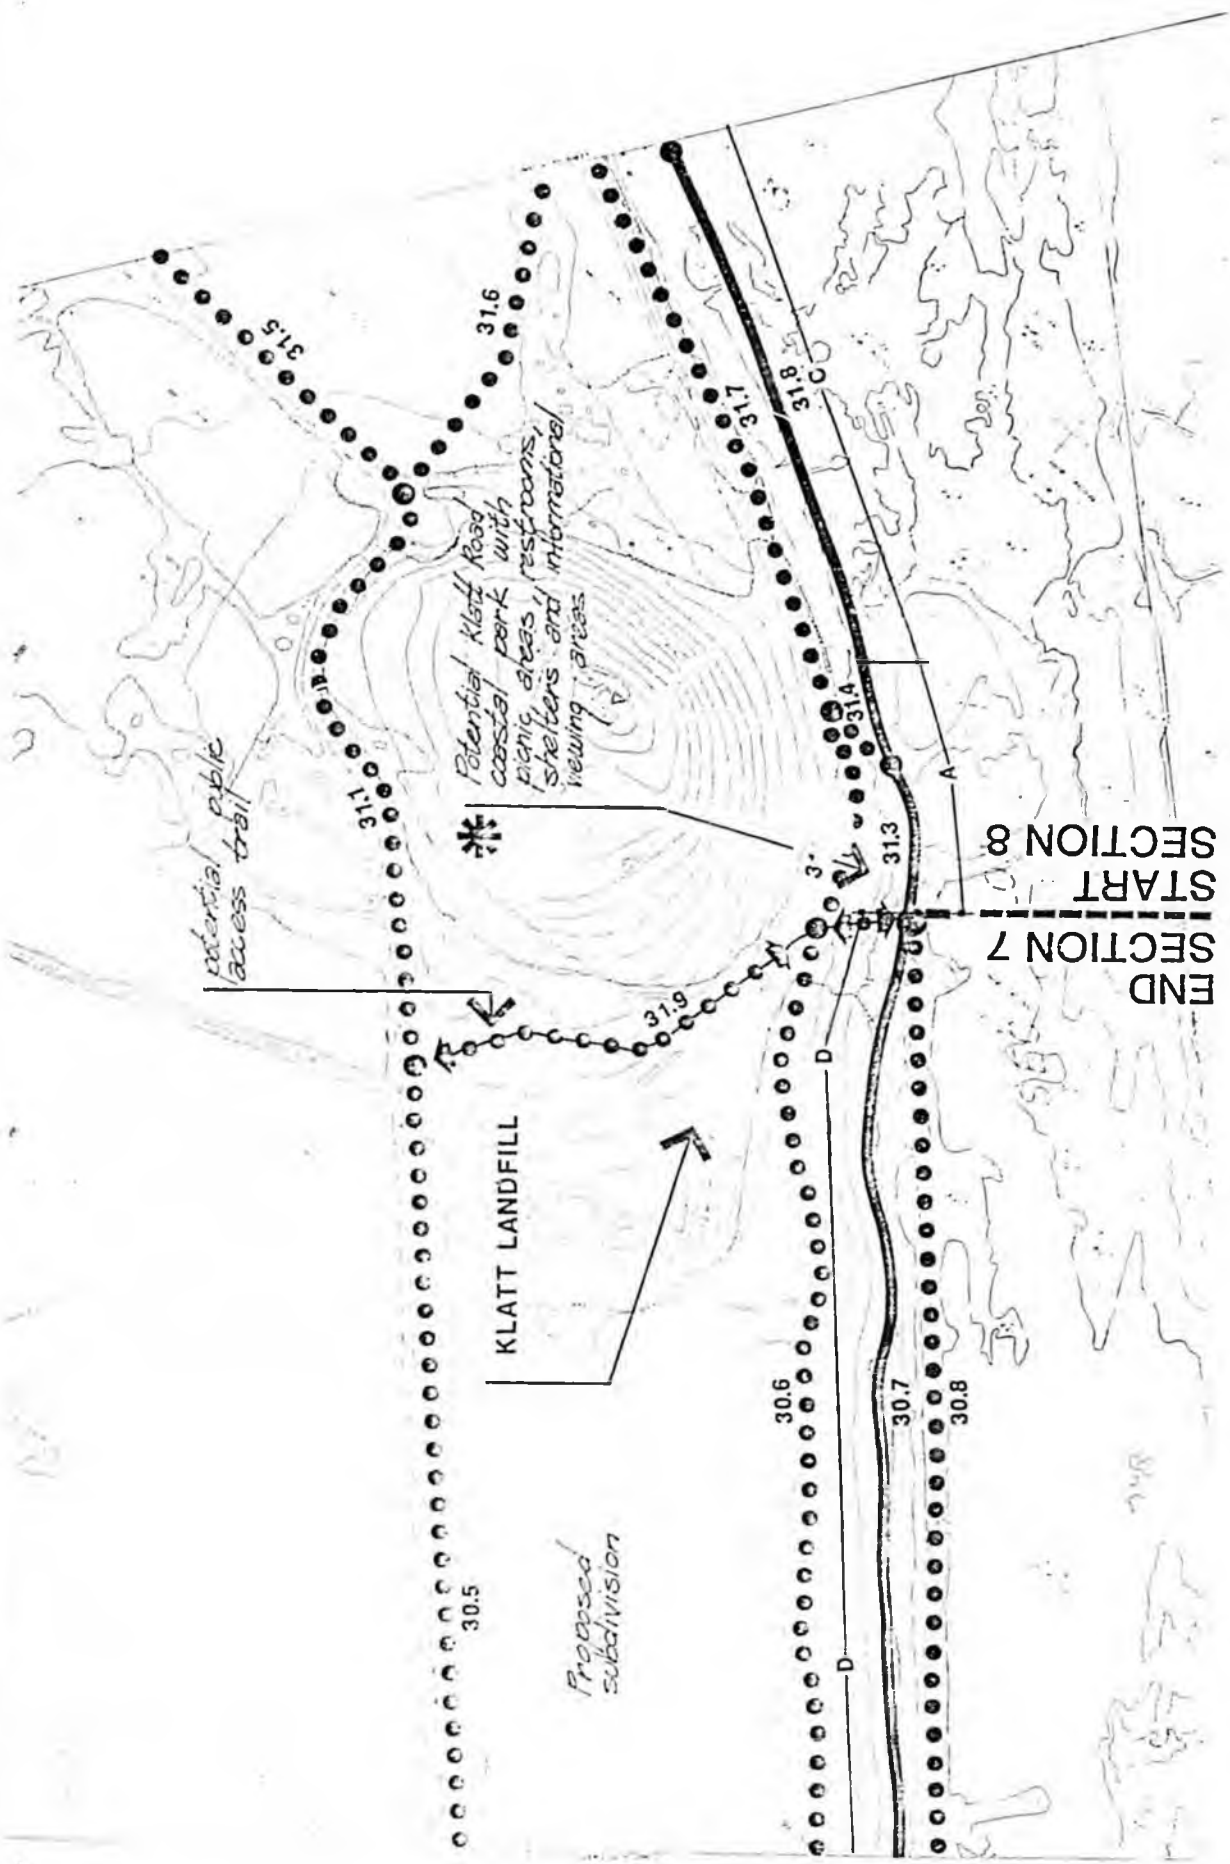 potential public
access trail
Potential Klatt Road
coastal park with
picnic areas, restrooms,
shelters and informational
viewing areas
KLATT LANDFILL
Proposed
subdivision
END
SECTION 7
START
SECTION 8
31.5
31.6
31.7
31.8
C
31.1
31.4
31.3
A
31.9
D
30.6
30.7
30.8
30.5
D